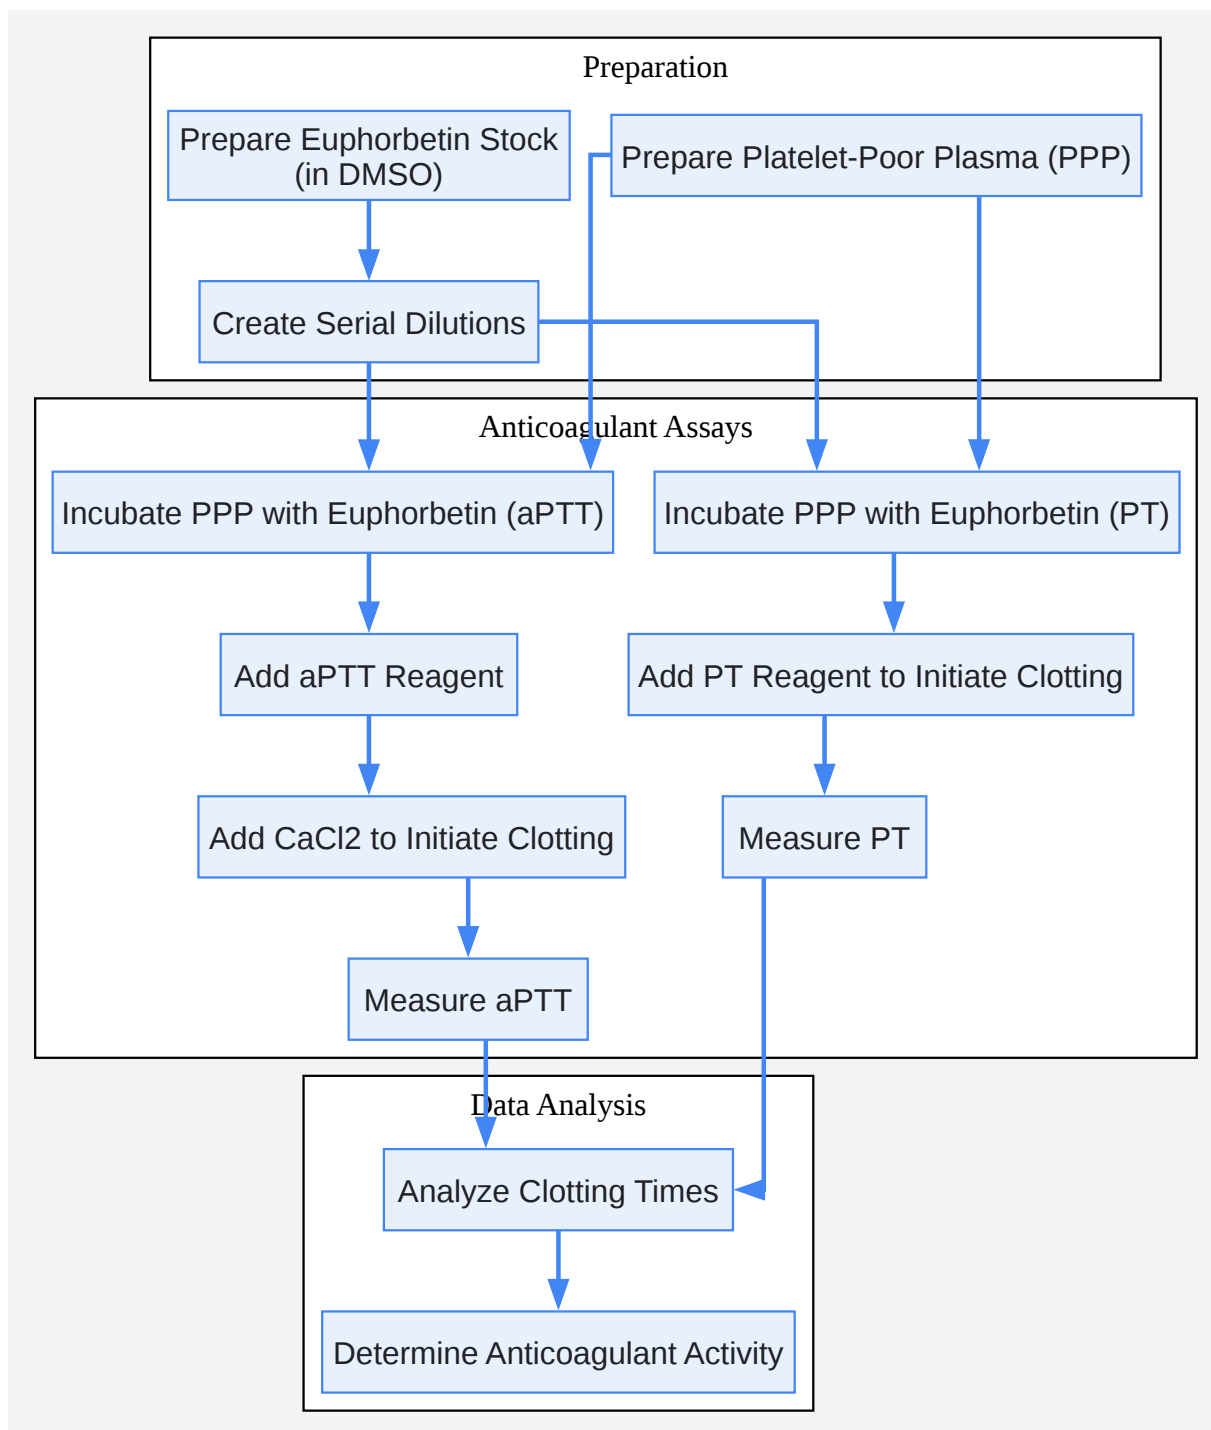 Preparation
Prepare Euphorbetin Stock
(in DMSO)
Prepare Platelet-Poor Plasma (PPP)
Create Serial Dilutions
Anticoagulant Assays
Incubate PPP with Euphorbetin (aPTT)
Incubate PPP with Euphorbetin (PT)
Add aPTT Reagent
Add PT Reagent to Initiate Clotting
Add CaCl2 to Initiate Clotting
Measure PT
Measure aPTT
Data Analysis
Analyze Clotting Times
Determine Anticoagulant Activity